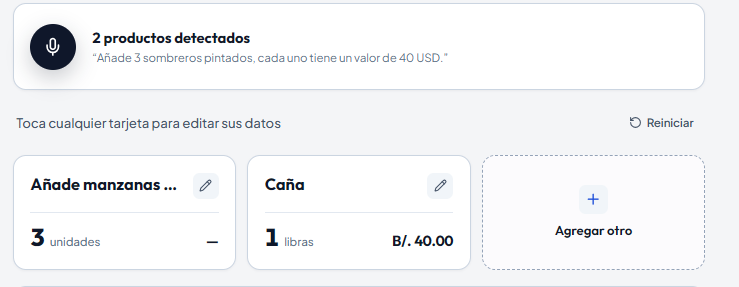 2 productos detectados
“Añade 3 sombreros pintados, cada uno tiene un valor de 40 USD.”
Toca cualquier tarjeta para editar sus datos
Reiniciar
Añade manzanas ...
3 unidades
—
Caña
1 libras
B/. 40.00
Agregar otro